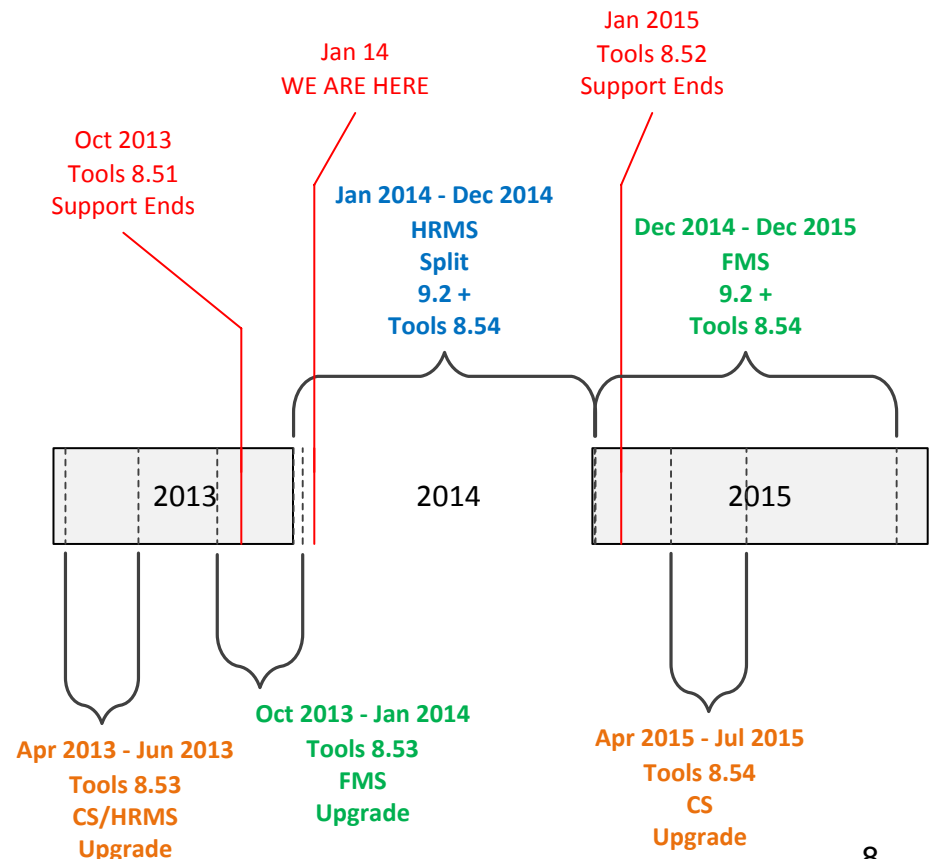 Jan 2015
Tools 8.52
Support Ends
Jan 14
WE ARE HERE
Oct 2013
Tools 8.51
Support Ends
Jan 2014 - Dec 2014
HRMS
Split
9.2 +
Tools 8.54
Dec 2014 - Dec 2015
FMS
9.2 +
Tools 8.54
2013
2014
2015
Apr 2013 - Jun 2013
Tools 8.53
CS/HRMS
Upgrade
Oct 2013 - Jan 2014
Tools 8.53
FMS
Upgrade
Apr 2015 - Jul 2015
Tools 8.54
CS
Upgrade
8